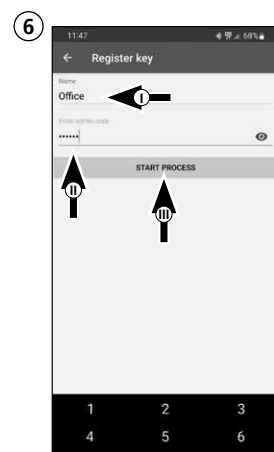 6
11:47 68%
← Register key
Name
Office
I
Enter admin code
••••••
START PROCESS
II
III
1 2 3
4 5 6